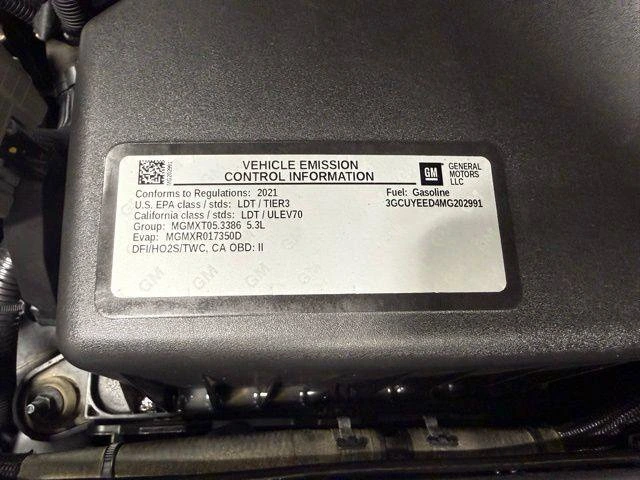 VEHICLE EMISSION
CONTROL INFORMATION
GM
GENERAL
MOTORS
LLC
Conforms to Regulations: 2021
Fuel: Gasoline
U.S. EPA class / stds: LDT / TIER3
3GCUYEED4MG202991
California class / stds: LDT / ULEV70
Group: MGMXT05.3386 5.3L
Evap: MGMXR017350D
DFI/HO2S/TWC, CA OBD: II